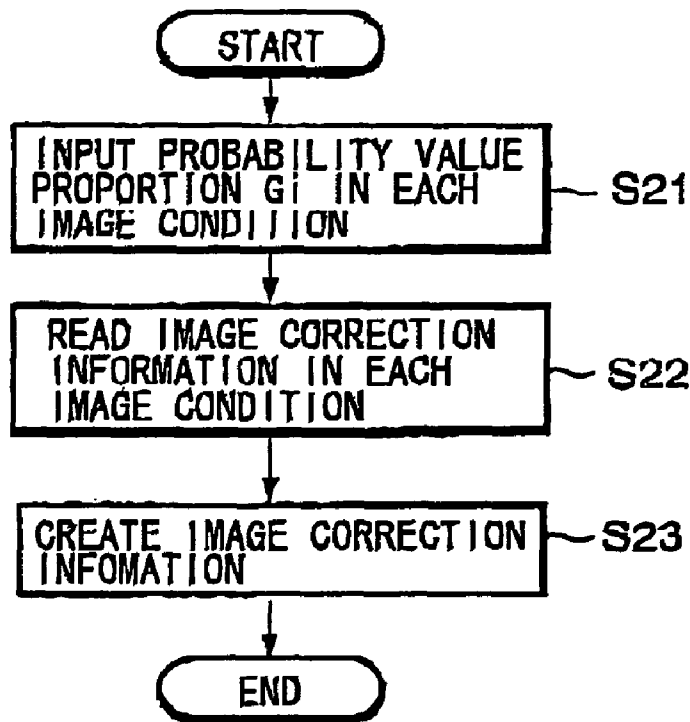 START
INPUT PROBABILITY VALUE
PROPORTION Gi IN EACH
IMAGE CONDITION
S21
READ IMAGE CORRECTION
INFORMATION IN EACH
IMAGE CONDITION
S22
CREATE IMAGE CORRECTION
INFOMATION
S23
END